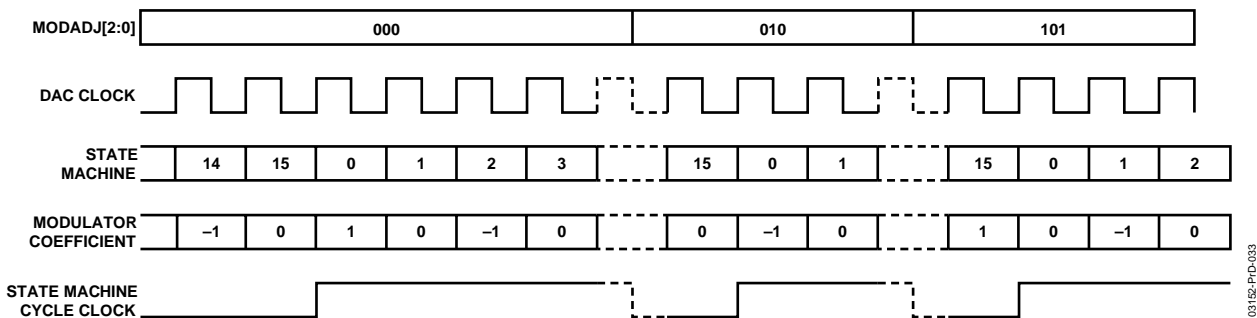 MODADJ[2:0] 000 010 101
DAC CLOCK
STATE
MACHINE
14 15 0 1 2 3 15 0 1 15 0 1 2
MODULATOR
COEFFICIENT
–1 0 1 0 –1 0 0 –1 0 1 0 –1 0
STATE MACHINE
CYCLE CLOCK
03152-PrD-033